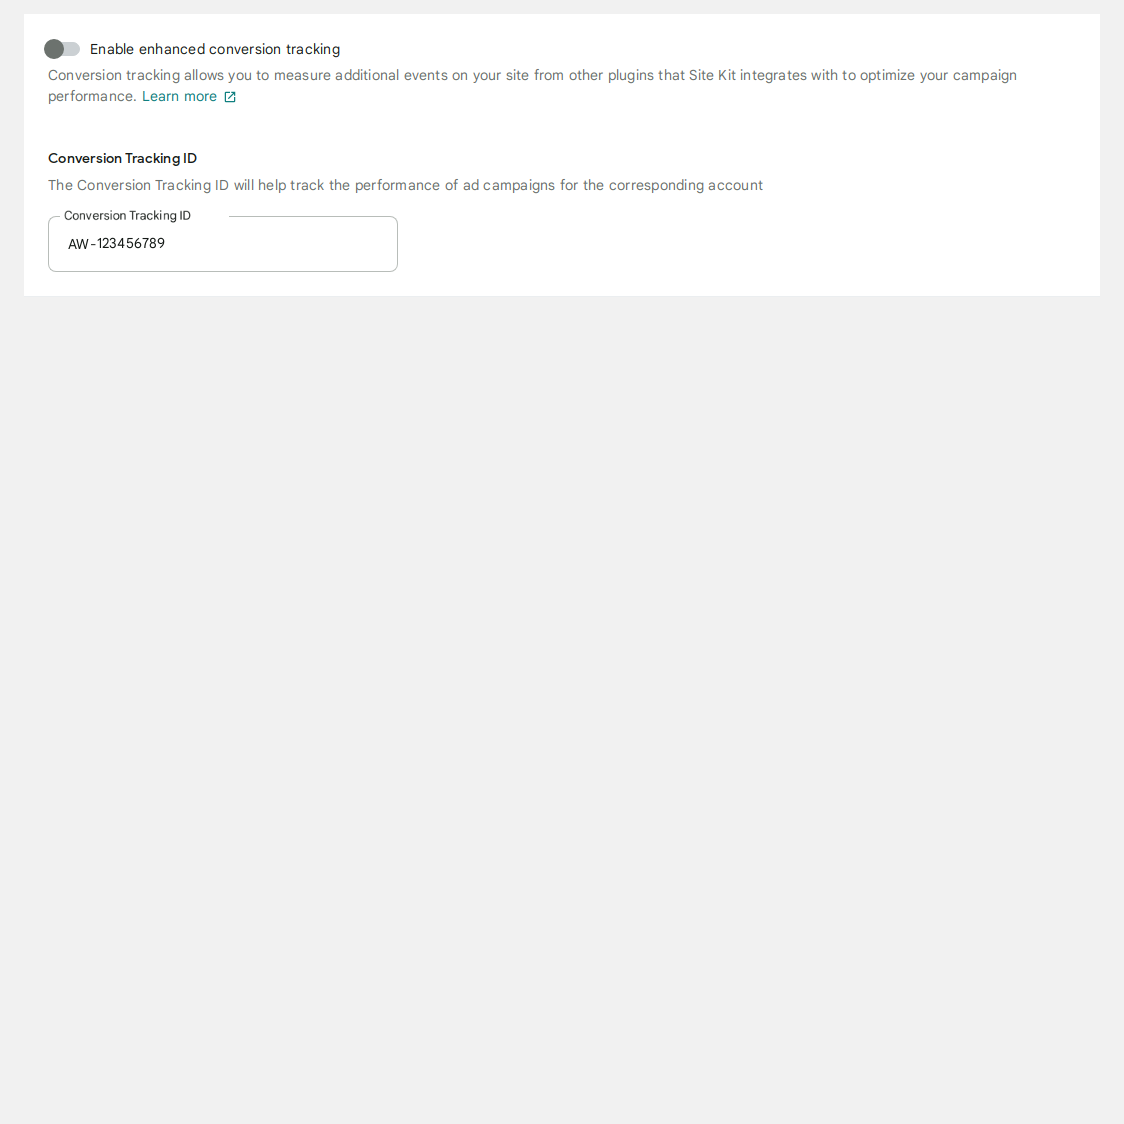 Enable enhanced conversion tracking
Conversion tracking allows you to measure additional events on your site from other plugins that Site Kit integrates with to optimize your campaign
performance. Learn more
Conversion Tracking ID
The Conversion Tracking ID will help track the performance of ad campaigns for the corresponding account
Conversion Tracking ID
AW-123456789